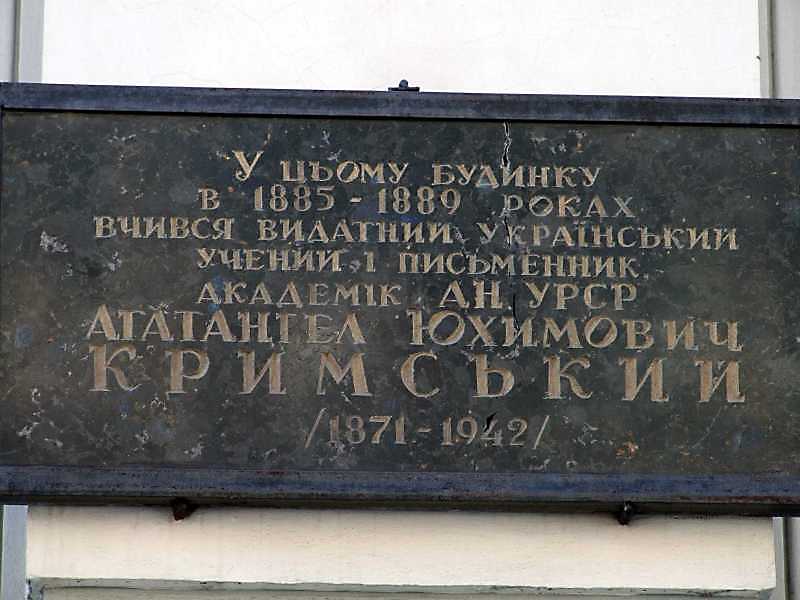 У ЦЬОМУ БУДИНКУ
В 1885 - 1889 РОКАХ
ВЧИВСЯ ВИДАТНИЙ УКРАЇНСЬКИЙ
УЧЕНИЙ І ПИСЬМЕННИК,
АКАДЕМІК АН УРСР
АГАТАНГЕЛ ЮХИМОВИЧ
КРИМСЬКИЙ
/1871 - 1942/